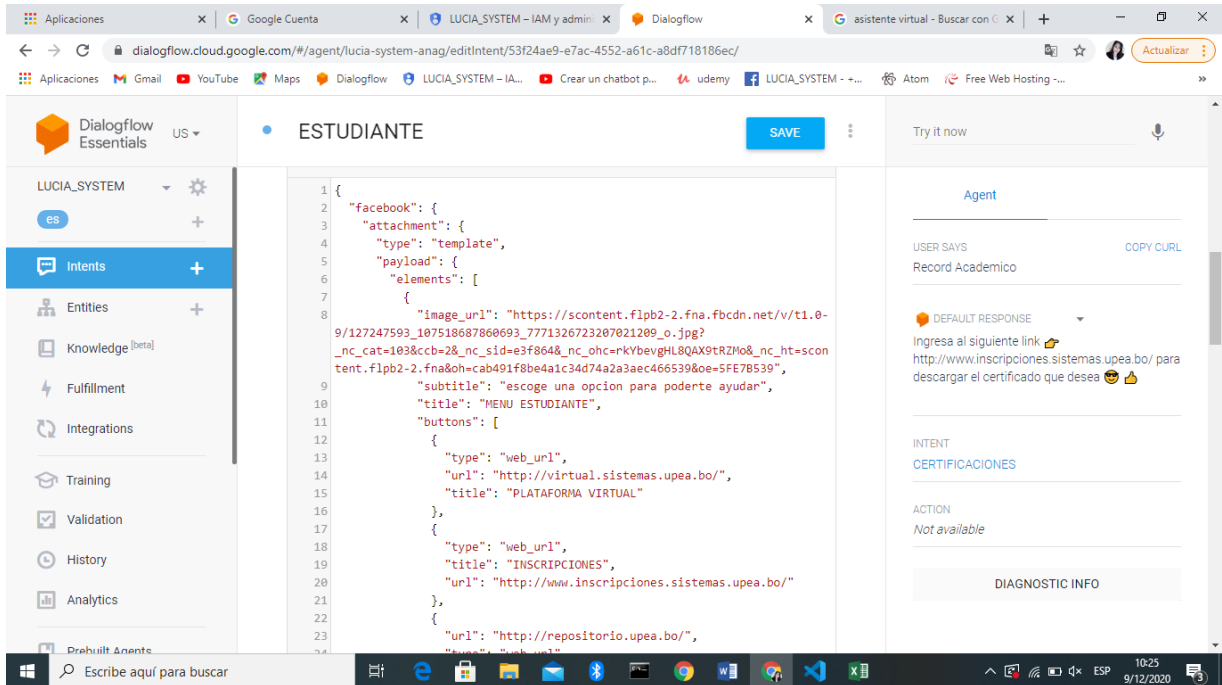 Aplicaciones
Google Cuenta
LUCIA_SYSTEM – IAM y admini
Dialogflow
asistente virtual - Buscar con G
dialogflow.cloud.google.com/#/agent/lucia-system-anag/editIntent/53f24ae9-e7ac-4552-a61c-a8df718186ec/
Actualizar
Aplicaciones Gmail YouTube Maps Dialogflow LUCIA_SYSTEM – IA... Crear un chatbot p... udemy LUCIA_SYSTEM - +... Atom Free Web Hosting -... »
Dialogflow
Essentials
US
ESTUDIANTE
SAVE
Try it now
LUCIA_SYSTEM
es
Intents
Entities
Knowledge [beta]
Fulfillment
Integrations
Training
Validation
History
Analytics
Prebuilt Agents
1 {
2 "facebook": {
3 "attachment": {
4 "type": "template",
5 "payload": {
6 "elements": [
7 {
8 "image_url": "https://scontent.flpb2-2.fna.fbcdn.net/v/t1.0-
9/127247593_107518687860693_7771326723207021209_o.jpg?
_nc_cat=103&ccb=2&_nc_sid=e3f864&_nc_ohc=rkYbevgHL8QAX9tRZMo&_nc_ht=scon
tent.flpb2-2.fna&oh=cab491f8be4a1c34d74a2a3aec466539&oe=5FE7B539",
9 "subtitle": "escoge una opcion para poderte ayudar",
10 "title": "MENU ESTUDIANTE",
11 "buttons": [
12 {
13 "type": "web_url",
14 "url": "http://virtual.sistemas.upea.bo/",
15 "title": "PLATAFORMA VIRTUAL"
16 },
17 {
18 "type": "web_url",
19 "title": "INSCRIPCIONES",
20 "url": "http://www.inscripciones.sistemas.upea.bo/"
21 },
22 {
23 "url": "http://repositorio.upea.bo/",
24 "type": "web_url"
Agent
USER SAYS
COPY CURL
Record Academico
DEFAULT RESPONSE
Ingresa al siguiente link 👉
http://www.inscripciones.sistemas.upea.bo/ para
descargar el certificado que desea 😎 👍
INTENT
CERTIFICACIONES
ACTION
Not available
DIAGNOSTIC INFO
Escribe aquí para buscar
ESP
10:25
9/12/2020
3